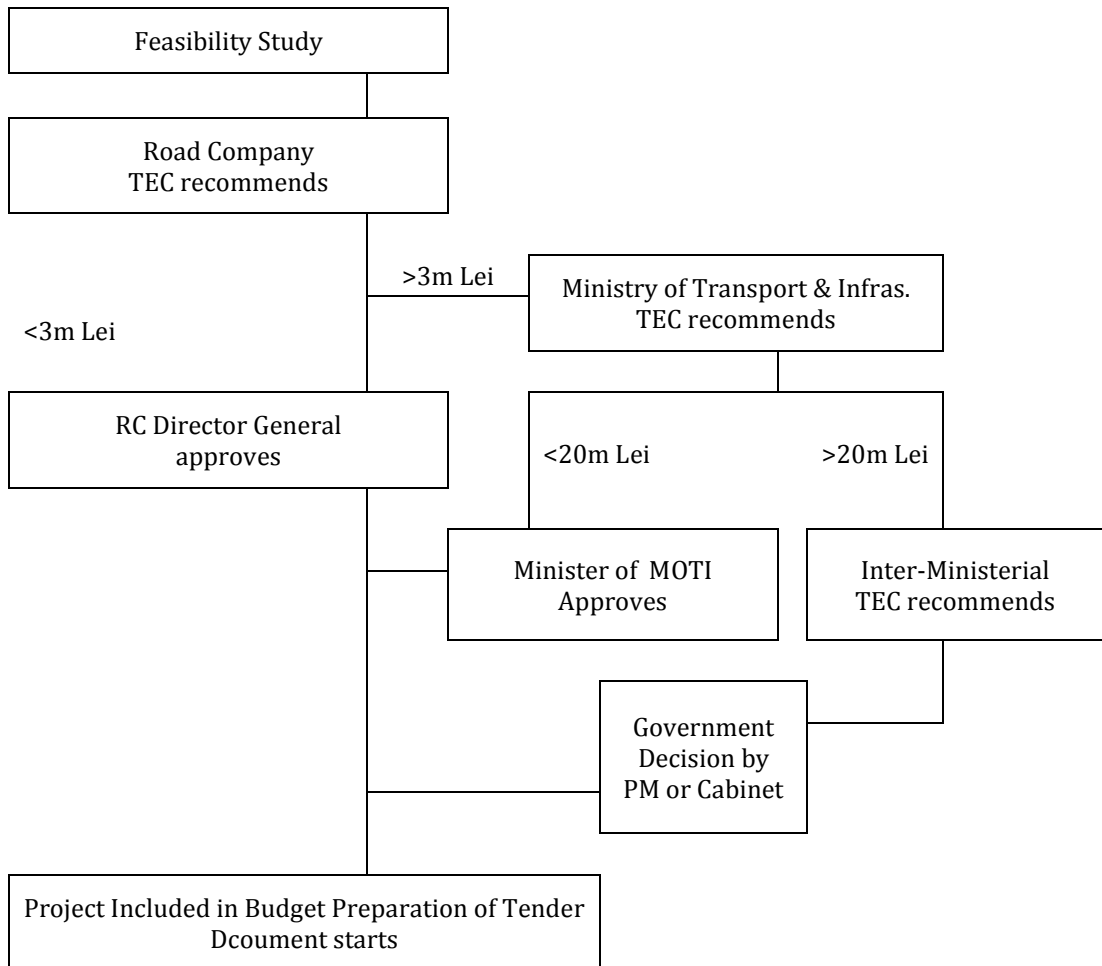 Feasibility Study
Road Company
TEC recommends
>3m Lei
Ministry of Transport & Infras.
TEC recommends
<3m Lei
RC Director General
approves
<20m Lei
>20m Lei
Minister of MOTI
Approves
Inter-Ministerial
TEC recommends
Government
Decision by
PM or Cabinet
Project Included in Budget Preparation of Tender
Dcoument starts